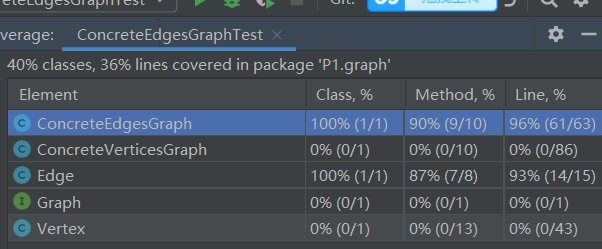 reteEdgesGraphTest
Git:
verage: ConcreteEdgesGraphTest ×
40% classes, 36% lines covered in package 'P1.graph'
Element Class, % Method, % Line, %
C ConcreteEdgesGraph 100% (1/1) 90% (9/10) 96% (61/63)
C ConcreteVerticesGraph 0% (0/1) 0% (0/10) 0% (0/86)
C Edge 100% (1/1) 87% (7/8) 93% (14/15)
I Graph 0% (0/1) 0% (0/1) 0% (0/1)
C Vertex 0% (0/1) 0% (0/13) 0% (0/43)